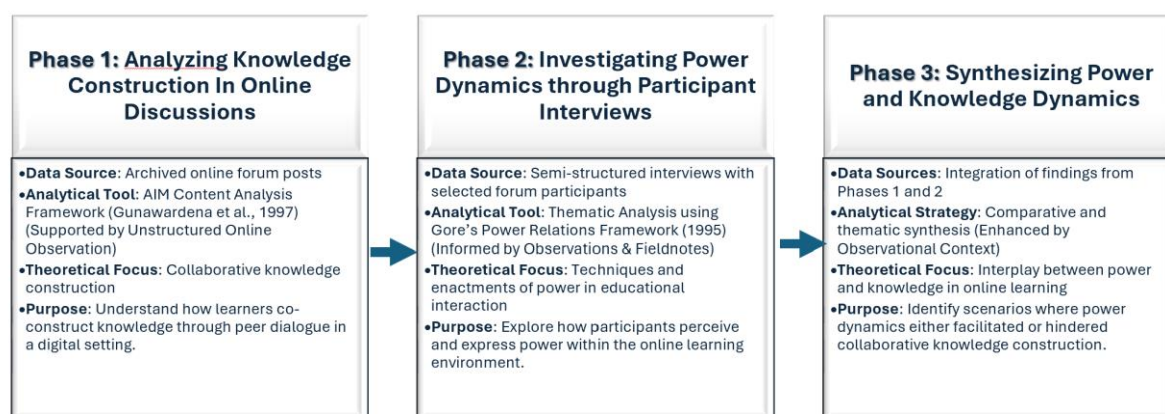 Phase 1: Analyzing Knowledge
Construction In Online
Discussions
•Data Source: Archived online forum posts
•Analytical Tool: AIM Content Analysis
Framework (Gunawardena et al., 1997)
(Supported by Unstructured Online
Observation)
•Theoretical Focus: Collaborative knowledge
construction
•Purpose: Understand how learners co-
construct knowledge through peer dialogue in
a digital setting.
Phase 2: Investigating Power
Dynamics through Participant
Interviews
•Data Source: Semi-structured interviews with
selected forum participants
•Analytical Tool: Thematic Analysis using
Gore's Power Relations Framework (1995)
(Informed by Observations & Fieldnotes)
•Theoretical Focus: Techniques and
enactments of power in educational
interaction
•Purpose: Explore how participants perceive
and express power within the online learning
environment.
Phase 3: Synthesizing Power
and Knowledge Dynamics
•Data Sources: Integration of findings from
Phases 1 and 2
•Analytical Strategy: Comparative and
thematic synthesis (Enhanced by
Observational Context)
•Theoretical Focus: Interplay between power
and knowledge in online learning
•Purpose: Identify scenarios where power
dynamics either facilitated or hindered
collaborative knowledge construction.